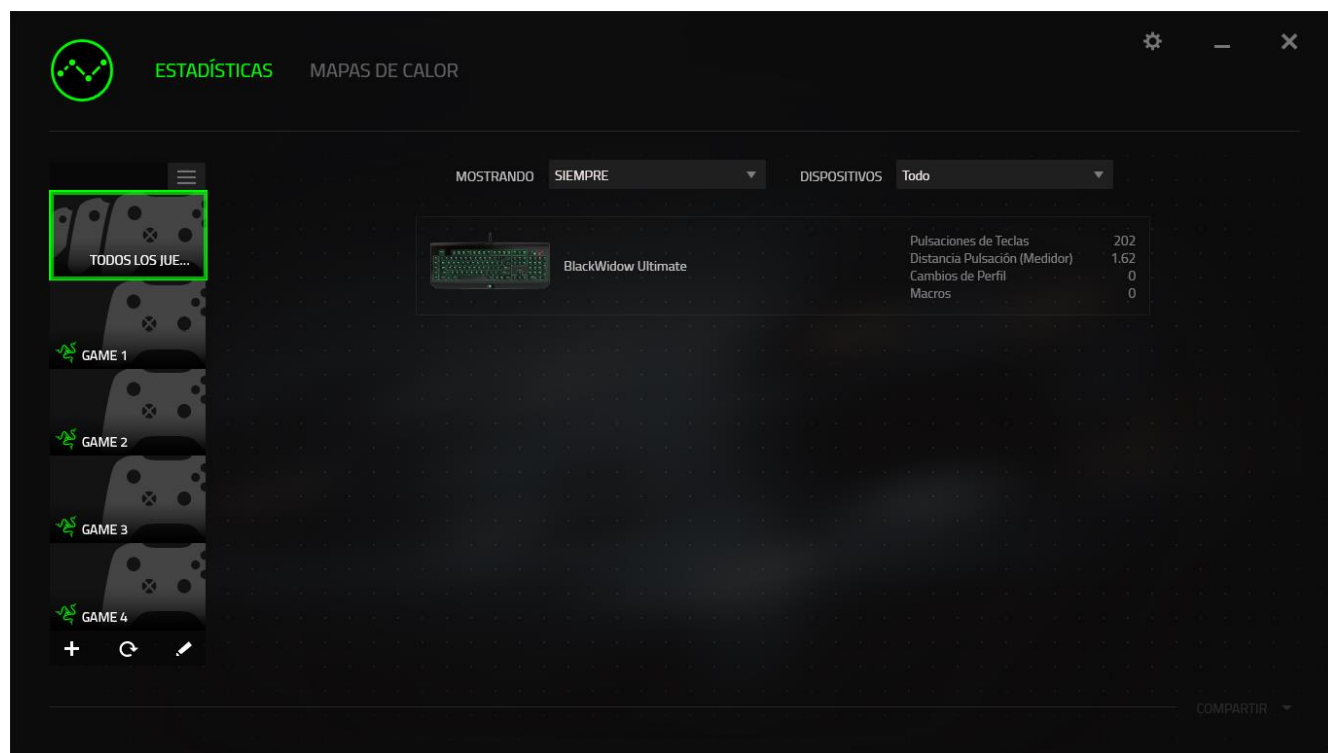 ESTADÍSTICAS MAPAS DE CALOR
MOSTRANDO SIEMPRE DISPOSITIVOS Todo
TODOS LOS JUE...
BlackWidow Ultimate
Pulsaciones de Teclas 202
Distancia Pulsación (Medidor) 1.62
Cambios de Perfil 0
Macros 0
GAME 1
GAME 2
GAME 3
GAME 4
COMPARTIR